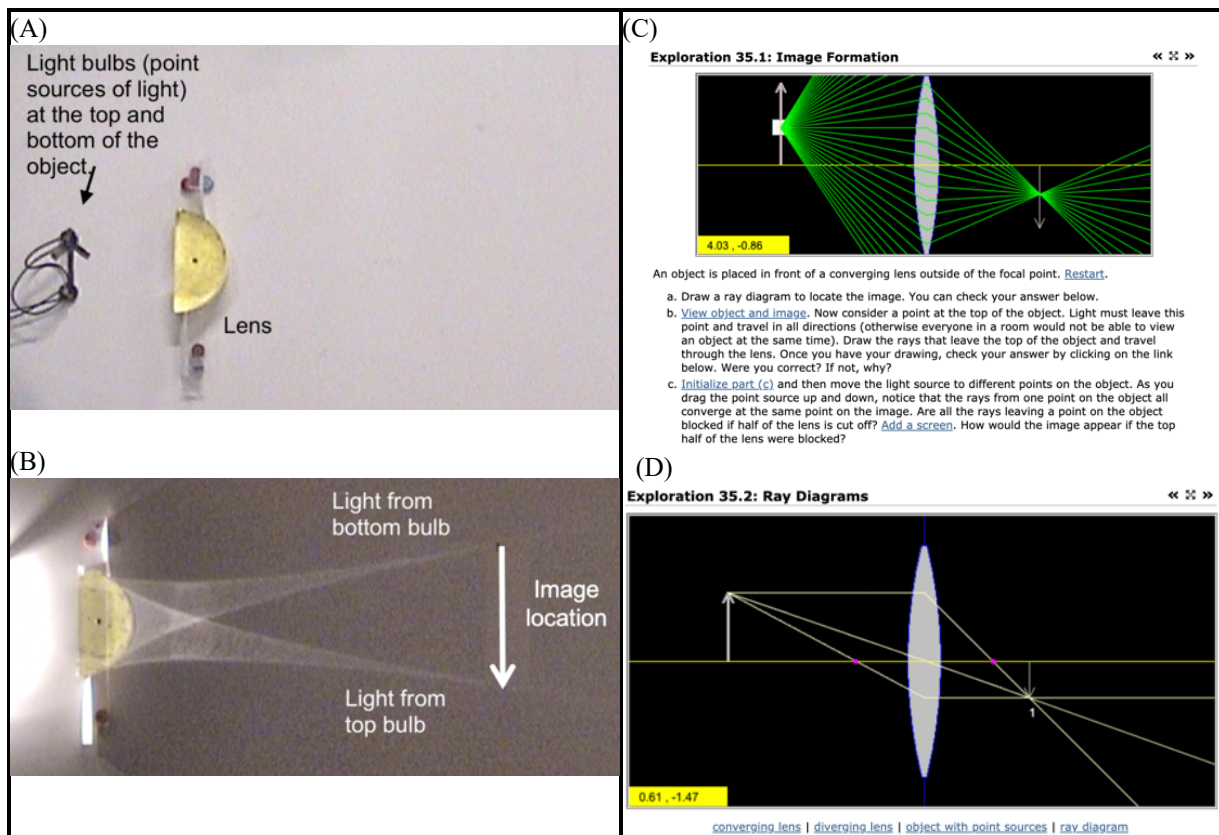 (A)
Light bulbs (point
sources of light)
at the top and
bottom of the
object.
Lens
(B)
Light from
bottom bulb
Image
location
Light from
top bulb
(C)
Exploration 35.1: Image Formation
4.03 , -0.86
An object is placed in front of a converging lens outside of the focal point. Restart.
a. Draw a ray diagram to locate the image. You can check your answer below.
b. View object and image. Now consider a point at the top of the object. Light must leave this
point and travel in all directions (otherwise everyone in a room would not be able to view
an object at the same time). Draw the rays that leave the top of the object and travel
through the lens. Once you have your drawing, check your answer by clicking on the link
below. Were you correct? If not, why?
c. Initialize part (c) and then move the light source to different points on the object. As you
drag the point source up and down, notice that the rays from one point on the object all
converge at the same point on the image. Are all the rays leaving a point on the object
blocked if half of the lens is cut off? Add a screen. How would the image appear if the top
half of the lens were blocked?
(D)
Exploration 35.2: Ray Diagrams
1
0.61 , -1.47
converging lens | diverging lens | object with point sources | ray diagram